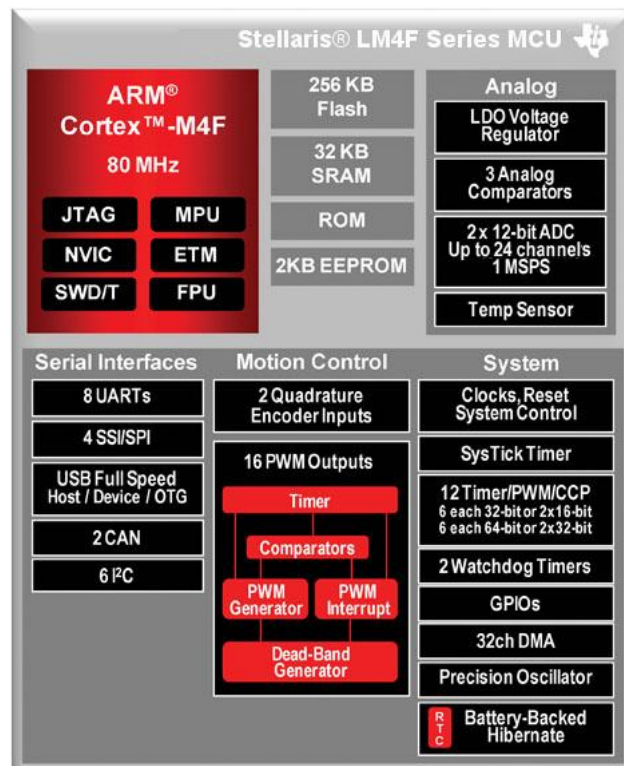 Stellaris® LM4F Series MCU
ARM®
Cortex™-M4F
80 MHz
JTAG
MPU
NVIC
ETM
SWD/T
FPU
256 KB
Flash
32 KB
SRAM
ROM
2KB EEPROM
Analog
LDO Voltage
Regulator
3 Analog
Comparators
2 x 12-bit ADC
Up to 24 channels
1 MSPS
Temp Sensor
Serial Interfaces
8 UARTs
4 SSI/SPI
USB Full Speed
Host / Device / OTG
2 CAN
6 I²C
Motion Control
2 Quadrature
Encoder Inputs
16 PWM Outputs
Timer
Comparators
PWM
Generator
PWM
Interrupt
Dead-Band
Generator
System
Clocks, Reset
System Control
SysTick Timer
12 Timer/PWM/CCP
6 each 32-bit or 2x16-bit
6 each 64-bit or 2x32-bit
2 Watchdog Timers
GPIOs
32ch DMA
Precision Oscillator
RTC
Battery-Backed
Hibernate